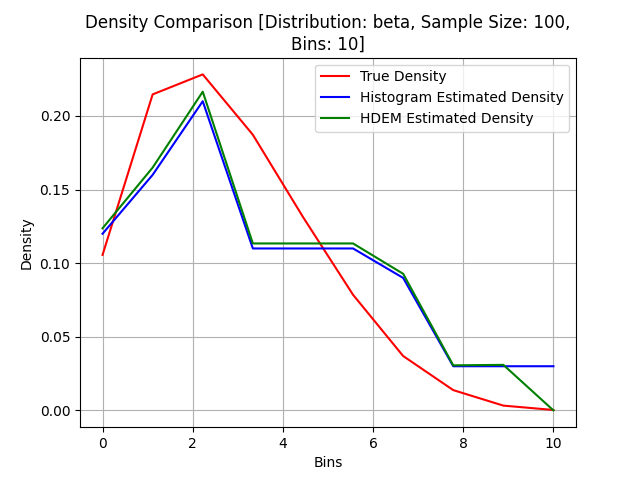 Density Comparison [Distribution: beta, Sample Size: 100,
Bins: 10]
True Density
Histogram Estimated Density
HDEM Estimated Density
Density
0.20
0.15
0.10
0.05
0.00
0 2 4 6 8 10
Bins